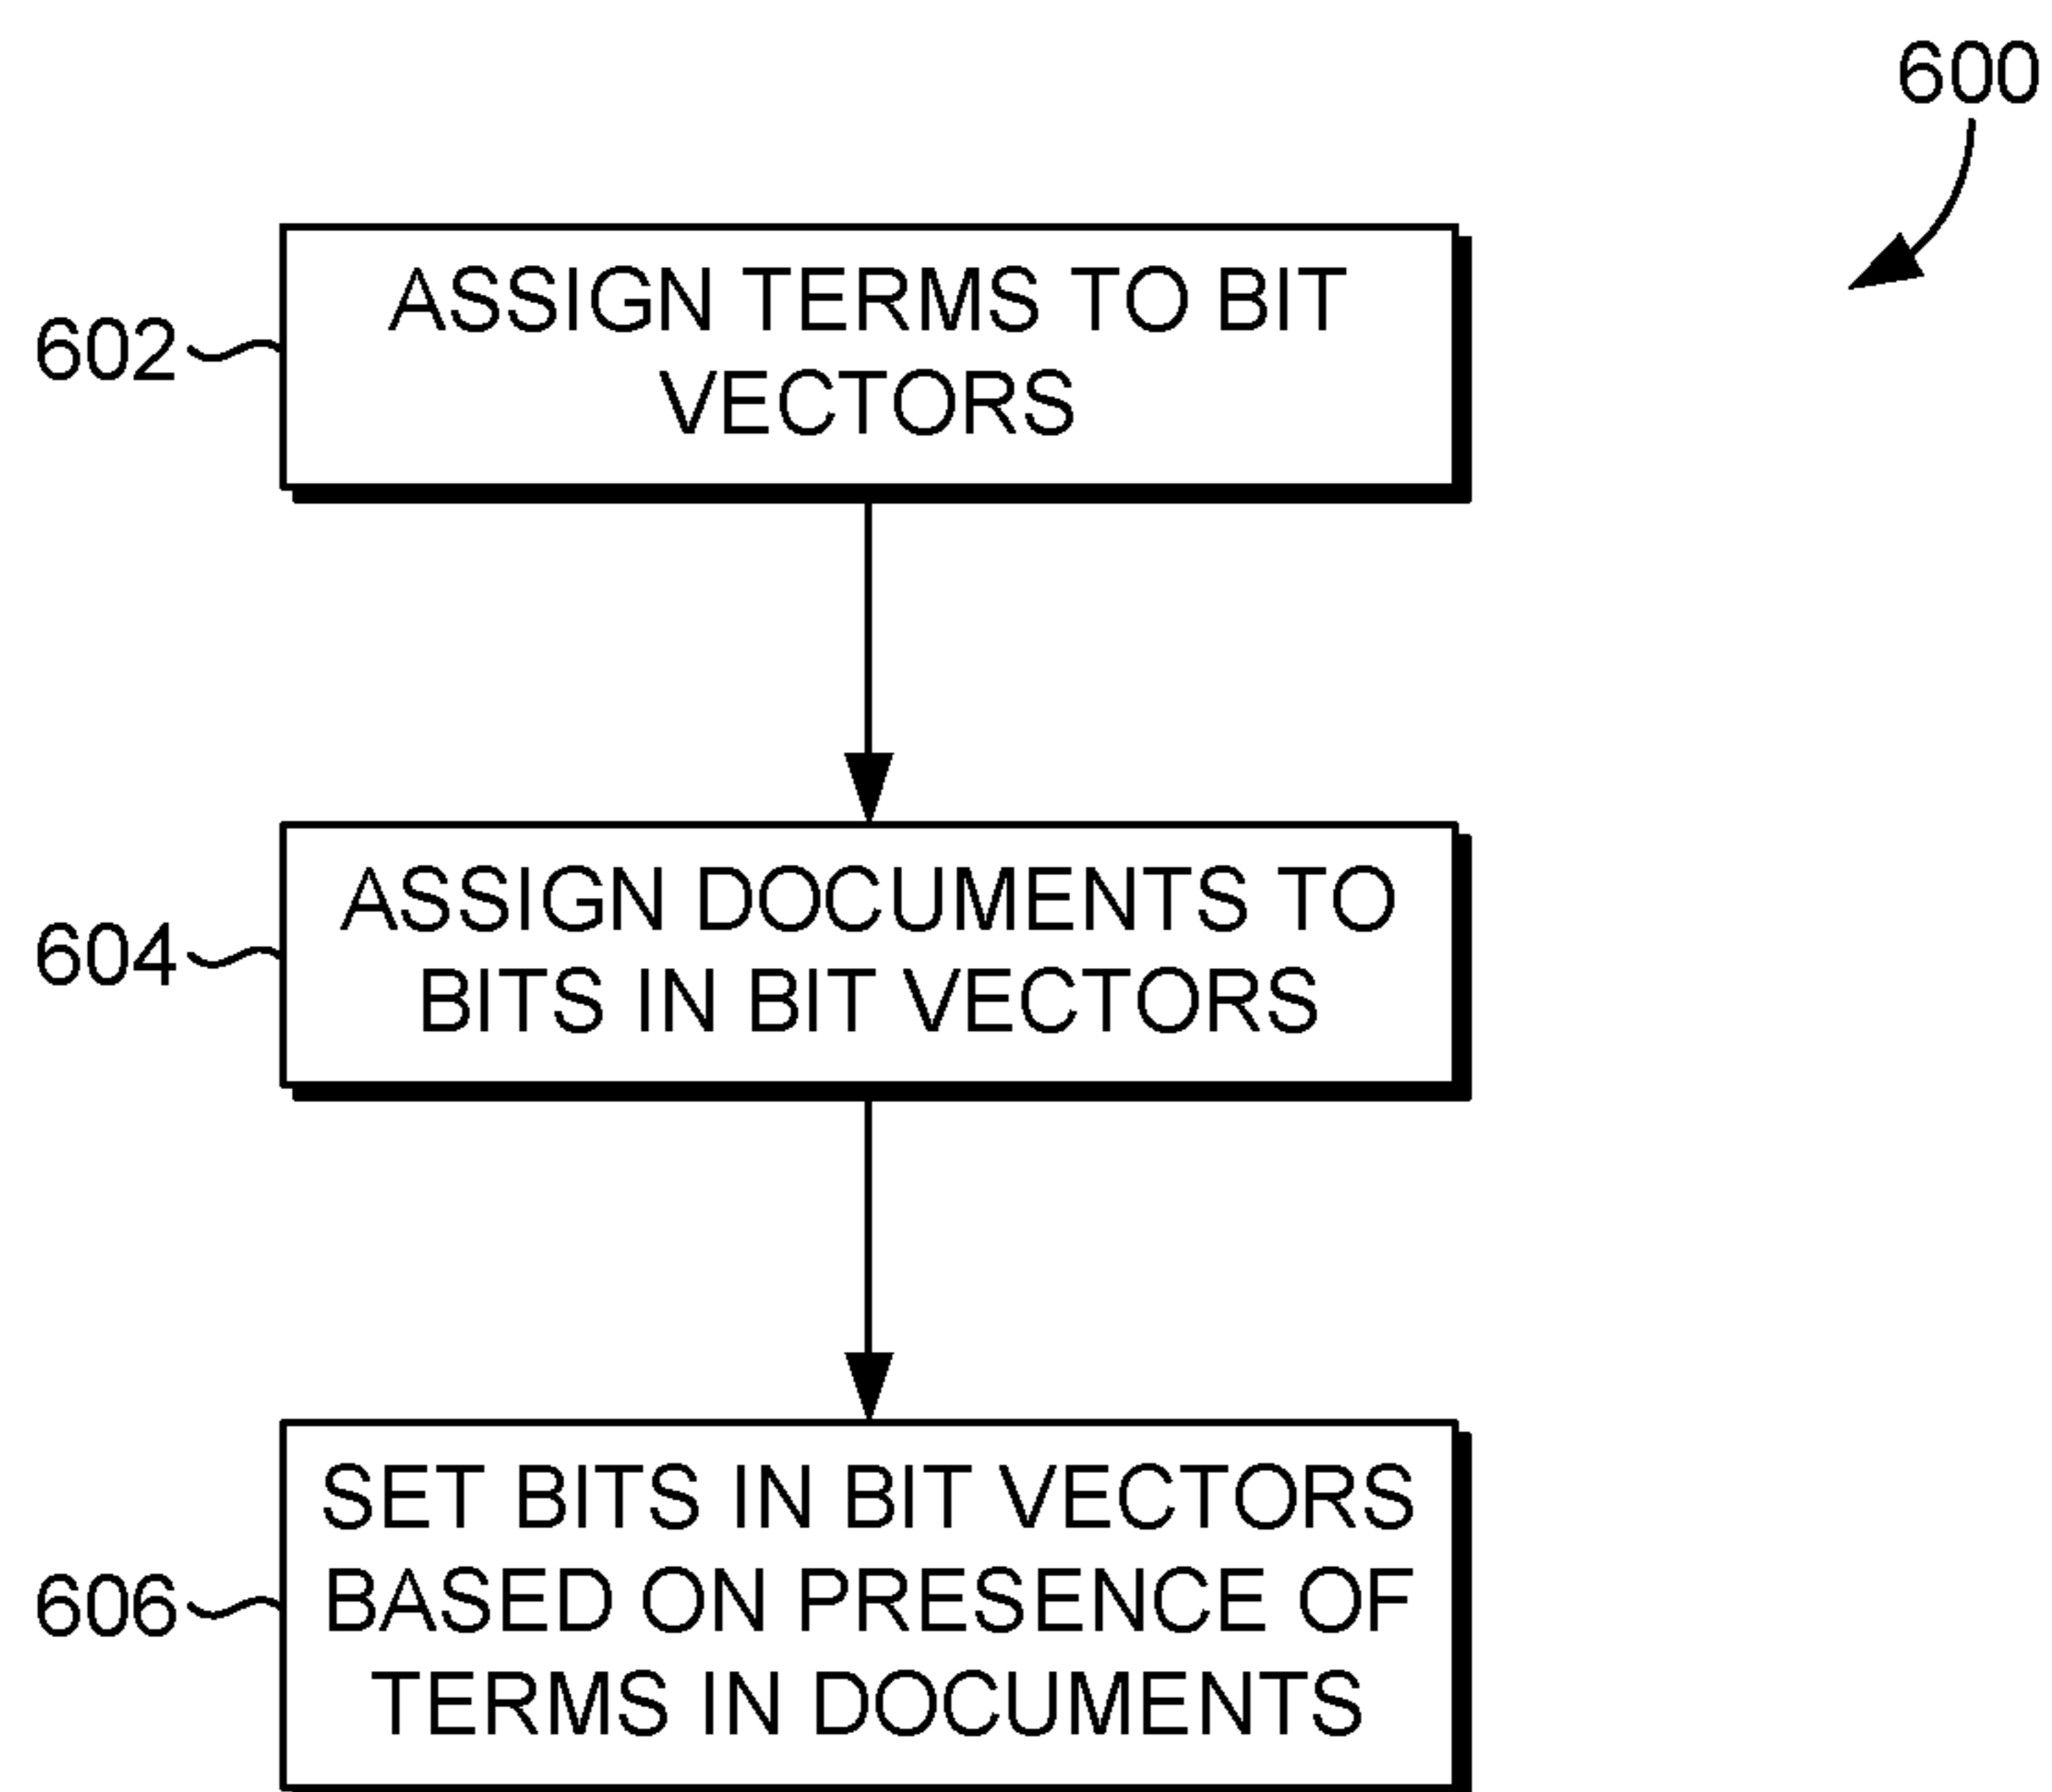 600
602
ASSIGN TERMS TO BIT
VECTORS
604
ASSIGN DOCUMENTS TO
BITS IN BIT VECTORS
606
SET BITS IN BIT VECTORS
BASED ON PRESENCE OF
TERMS IN DOCUMENTS